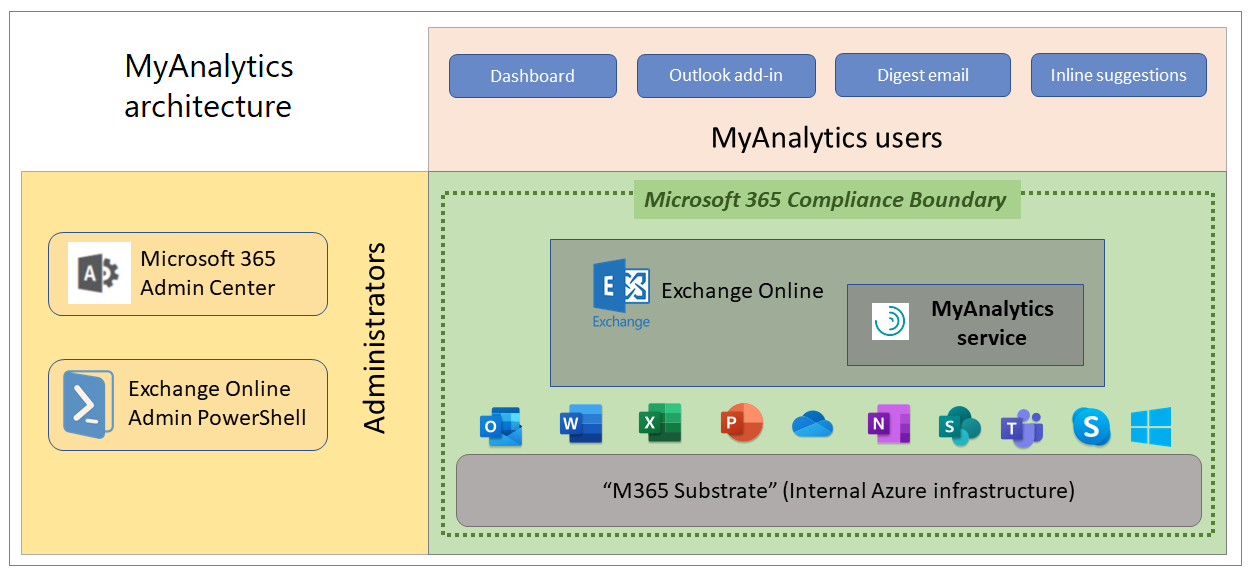 MyAnalytics
architecture
Dashboard
Outlook add-in
Digest email
Inline suggestions
MyAnalytics users
Microsoft 365
Admin Center
Exchange Online
Admin PowerShell
Administrators
Microsoft 365 Compliance Boundary
Exchange
Exchange Online
MyAnalytics
service
“M365 Substrate” (Internal Azure infrastructure)